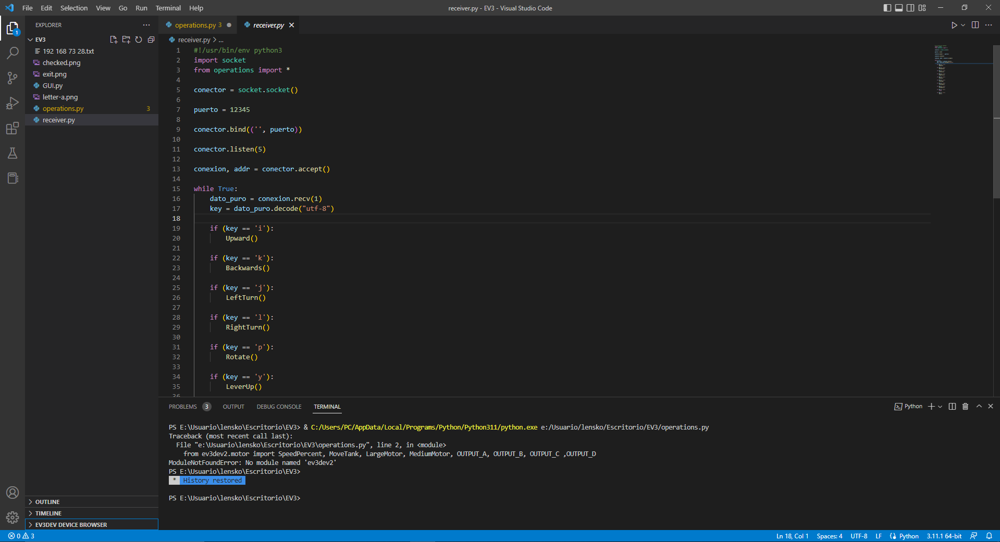 File Edit Selection View Go Run Terminal Help
receiver.py - EV3 - Visual Studio Code
EXPLORER
EV3
192 168 73 28.txt
checked.png
exit.png
GUI.py
letter-a.png
operations.py 3
receiver.py
OUTLINE
TIMELINE
EV3DEV DEVICE BROWSER
1
operations.py 3
receiver.py
receiver.py > ...
1 #!/usr/bin/env python3
2 import socket
3 from operations import *
4
5 conector = socket.socket()
6
7 puerto = 12345
8
9 conector.bind(('', puerto))
10
11 conector.listen(5)
12
13 conexion, addr = conector.accept()
14
15 while True:
16 dato_puro = conexion.recv(1)
17 key = dato_puro.decode("utf-8")
18
19 if (key == 'i'):
20 Upward()
21
22 if (key == 'k'):
23 Backwards()
24
25 if (key == 'j'):
26 LeftTurn()
27
28 if (key == 'l'):
29 RightTurn()
30
31 if (key == 'p'):
32 Rotate()
33
34 if (key == 'y'):
35 LeverUp()
36
PROBLEMS 3 OUTPUT DEBUG CONSOLE TERMINAL
Python
PS E:\Usuario\lensko\Escritorio\EV3> & C:/Users/PC/AppData/Local/Programs/Python/Python311/python.exe e:/Usuario/lensko/Escritorio/EV3/operations.py
Traceback (most recent call last):
File "e:\Usuario\lensko\Escritorio\EV3\operations.py", line 2, in <module>
from ev3dev2.motor import SpeedPercent, MoveTank, LargeMotor, MediumMotor, OUTPUT_A, OUTPUT_B, OUTPUT_C ,OUTPUT_D
ModuleNotFoundError: No module named 'ev3dev2'
PS E:\Usuario\lensko\Escritorio\EV3>
* History restored
PS E:\Usuario\lensko\Escritorio\EV3>
0 3
Ln 18, Col 1 Spaces: 4 UTF-8 LF Python 3.11.1 64-bit